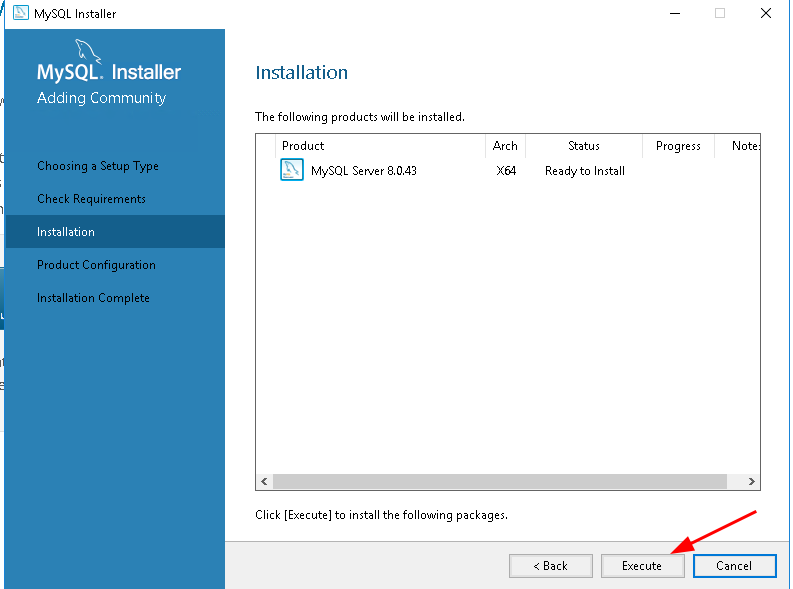 MySQL Installer
MySQL. Installer
Adding Community
Choosing a Setup Type
Check Requirements
Installation
Product Configuration
Installation Complete
Installation
The following products will be installed.
Product Arch Status Progress Notes
MySQL Server 8.0.43 X64 Ready to Install
Click [Execute] to install the following packages.
< Back Execute Cancel